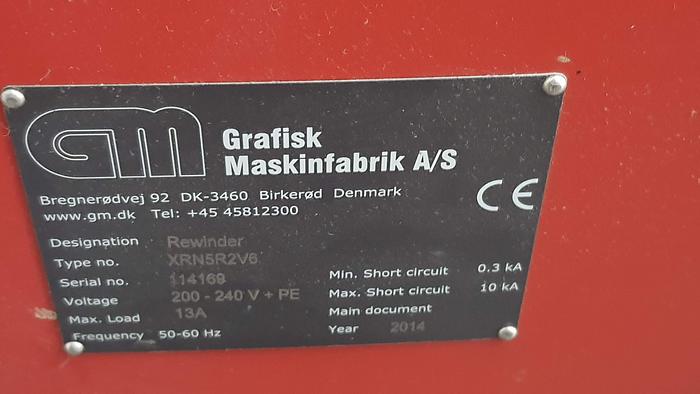 GM
Grafisk
Maskinfabrik A/S
Bregnerødvej 92 DK-3460 Birkerød Denmark
www.gm.dk Tel: +45 45812300
CE
Designation Rewinder
Type no. XRN5R2V6
Serial no. 114169
Voltage 200 - 240 V + PE
Max. Load 13A
Frequency 50-60 Hz
Min. Short circuit 0.3 kA
Max. Short circuit 10 kA
Main document
Year 2014